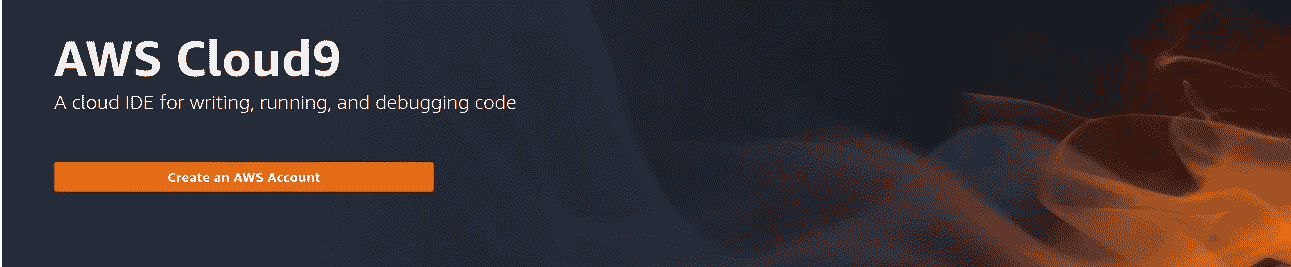 AWS Cloud9
A cloud IDE for writing, running, and debugging code
Create an AWS Account